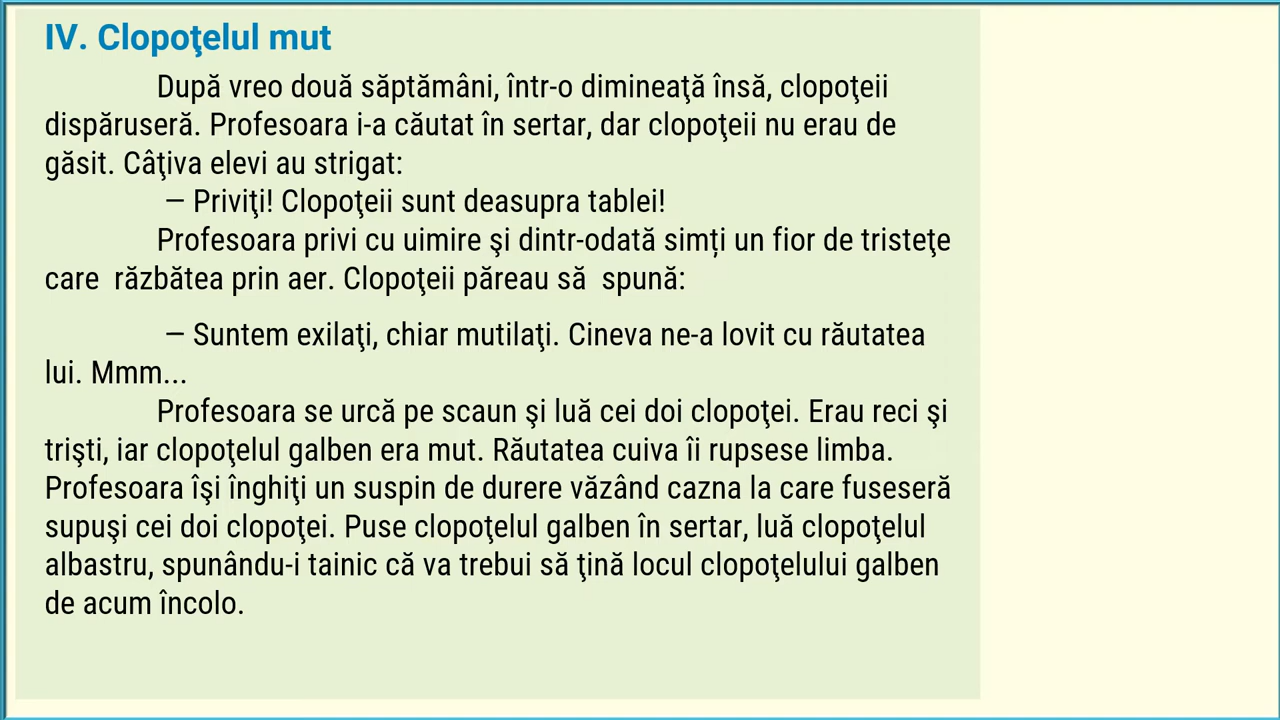 IV. Clopoţelul mut
După vreo două săptămâni, într-o dimineaţă însă, clopoţeii
dispăruseră. Profesoara i-a căutat în sertar, dar clopoţeii nu erau de
găsit. Câţiva elevi au strigat:
– Priviţi! Clopoţeii sunt deasupra tablei!
Profesoara privi cu uimire şi dintr-odată simți un fior de tristeţe
care răzbătea prin aer. Clopoţeii păreau să spună:
– Suntem exilaţi, chiar mutilaţi. Cineva ne-a lovit cu răutatea
lui. Mmm...
Profesoara se urcă pe scaun şi luă cei doi clopoţei. Erau reci şi
trişti, iar clopoţelul galben era mut. Răutatea cuiva îi rupsese limba.
Profesoara îşi înghiţi un suspin de durere văzând cazna la care fuseseră
supuşi cei doi clopoţei. Puse clopoţelul galben în sertar, luă clopoţelul
albastru, spunându-i tainic că va trebui să ţină locul clopoţelului galben
de acum încolo.